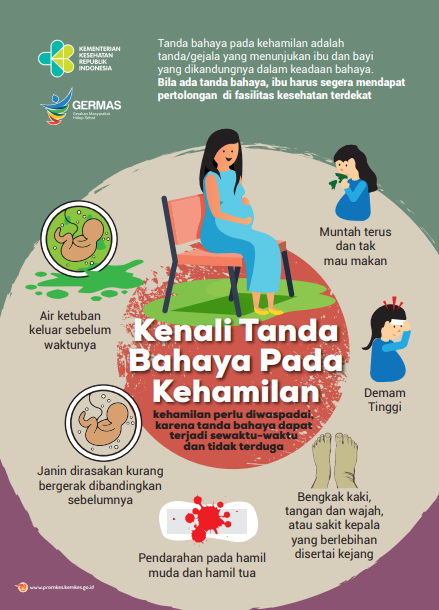 KEMENTERIAN
KESEHATAN
REPUBLIK
INDONESIA
GERMAS
Gerakan Masyarakat
Hidup Sehat
Tanda bahaya pada kehamilan adalah
tanda/gejala yang menunjukan ibu dan bayi
yang dikandungnya dalam keadaan bahaya.
Bila ada tanda bahaya, ibu harus segera mendapat
pertolongan di fasilitas kesehatan terdekat
Muntah terus
dan tak
mau makan
Air ketuban
keluar sebelum
waktunya
Kenali Tanda
Bahaya Pada
Kehamilan
kehamilan perlu diwaspadai,
karena tanda bahaya dapat
terjadi sewaktu-waktu
dan tidak terduga
Demam
Tinggi
Janin dirasakan kurang
bergerak dibandingkan
sebelumnya
Bengkak kaki,
tangan dan wajah,
atau sakit kepala
yang berlebihan
disertai kejang
Pendarahan pada hamil
muda dan hamil tua
www.promkes.kemkes.go.id